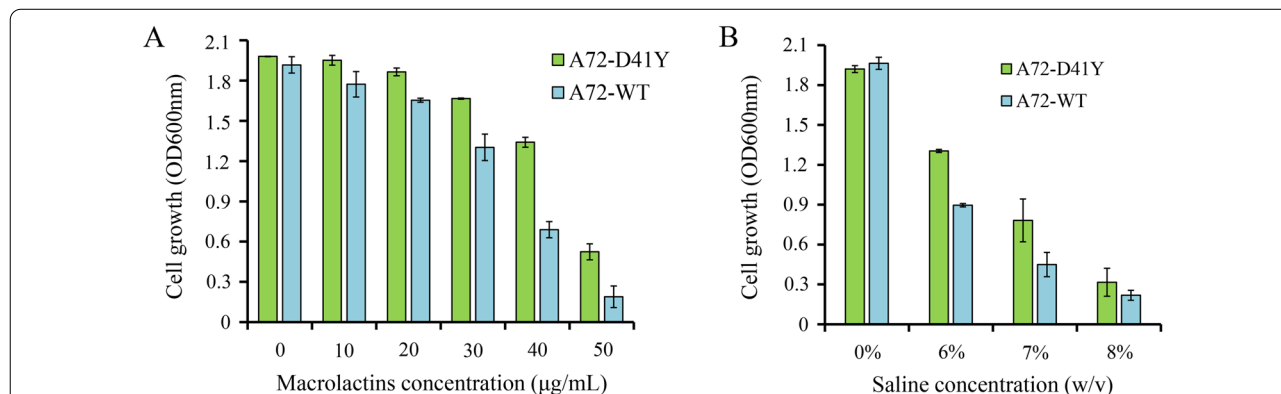 A
Cell growth (OD600nm)
2.1
1.8
1.5
1.2
0.9
0.6
0.3
0
A72-D41Y
A72-WT
0 10 20 30 40 50
Macrolactins concentration (μg/mL)
B
Cell growth (OD600nm)
2.1
1.8
1.5
1.2
0.9
0.6
0.3
0
A72-D41Y
A72-WT
0% 6% 7% 8%
Saline concentration (w/v)